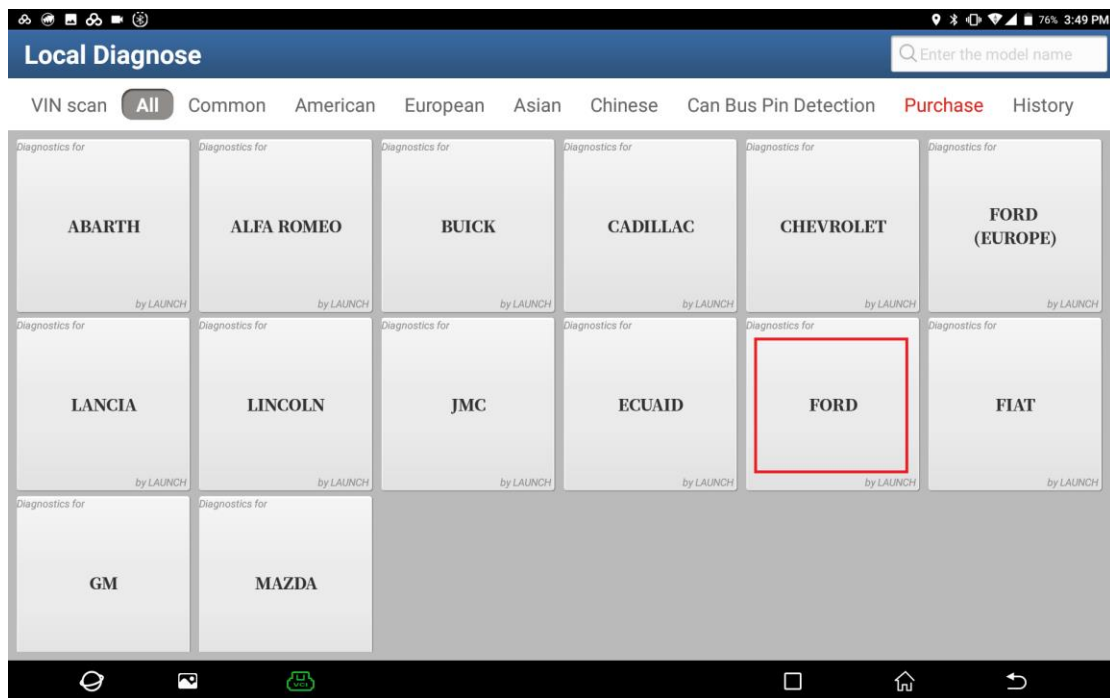 76% 3:49 PM
Local Diagnose
Enter the model name
VIN scan All Common American European Asian Chinese Can Bus Pin Detection Purchase History
Diagnostics for Diagnostics for Diagnostics for Diagnostics for Diagnostics for Diagnostics for
ABARTH ALFA ROMEO BUICK CADILLAC CHEVROLET FORD
(EUROPE)
by LAUNCH by LAUNCH by LAUNCH by LAUNCH by LAUNCH by LAUNCH
Diagnostics for Diagnostics for Diagnostics for Diagnostics for Diagnostics for Diagnostics for
LANCIA LINCOLN JMC ECUAID FORD FIAT
by LAUNCH by LAUNCH by LAUNCH by LAUNCH by LAUNCH by LAUNCH
Diagnostics for Diagnostics for
GM MAZDA
VCI